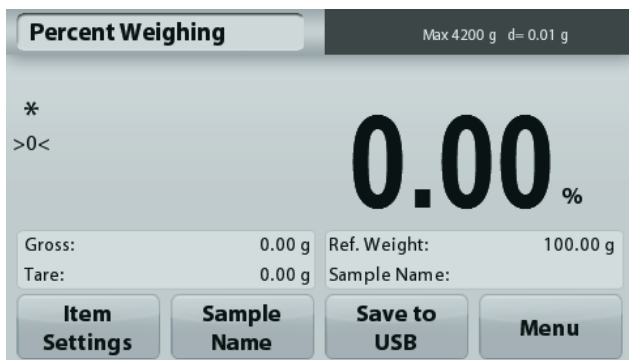 Percent Weighing
Max 4200 g d= 0.01 g
*
>0<
0.00 %
Gross: 0.00 g
Tare: 0.00 g
Ref. Weight: 100.00 g
Sample Name:
Item
Settings
Sample
Name
Save to
USB
Menu